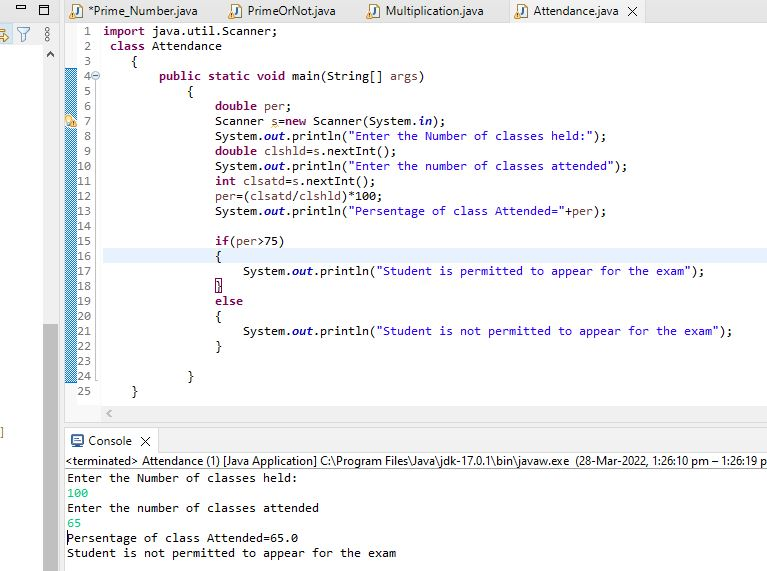 *Prime_Number.java
PrimeOrNot.java
Multiplication.java
Attendance.java
1 import java.util.Scanner;
2 class Attendance
3 {
4 public static void main(String[] args)
5 {
6 double per;
7 Scanner s=new Scanner(System.in);
8 System.out.println("Enter the Number of classes held:");
9 double clshld=s.nextInt();
10 System.out.println("Enter the number of classes attended");
11 int clsatd=s.nextInt();
12 per=(clsatd/clshld)*100;
13 System.out.println("Persentage of class Attended="+per);
14
15 if(per>75)
16 {
17 System.out.println("Student is permitted to appear for the exam");
18 }
19 else
20 {
21 System.out.println("Student is not permitted to appear for the exam");
22 }
23
24 }
25 }
]
Console
<terminated> Attendance (1) [Java Application] C:\Program Files\Java\jdk-17.0.1\bin\javaw.exe (28-Mar-2022, 1:26:10 pm – 1:26:19 p
Enter the Number of classes held:
100
Enter the number of classes attended
65
Persentage of class Attended=65.0
Student is not permitted to appear for the exam